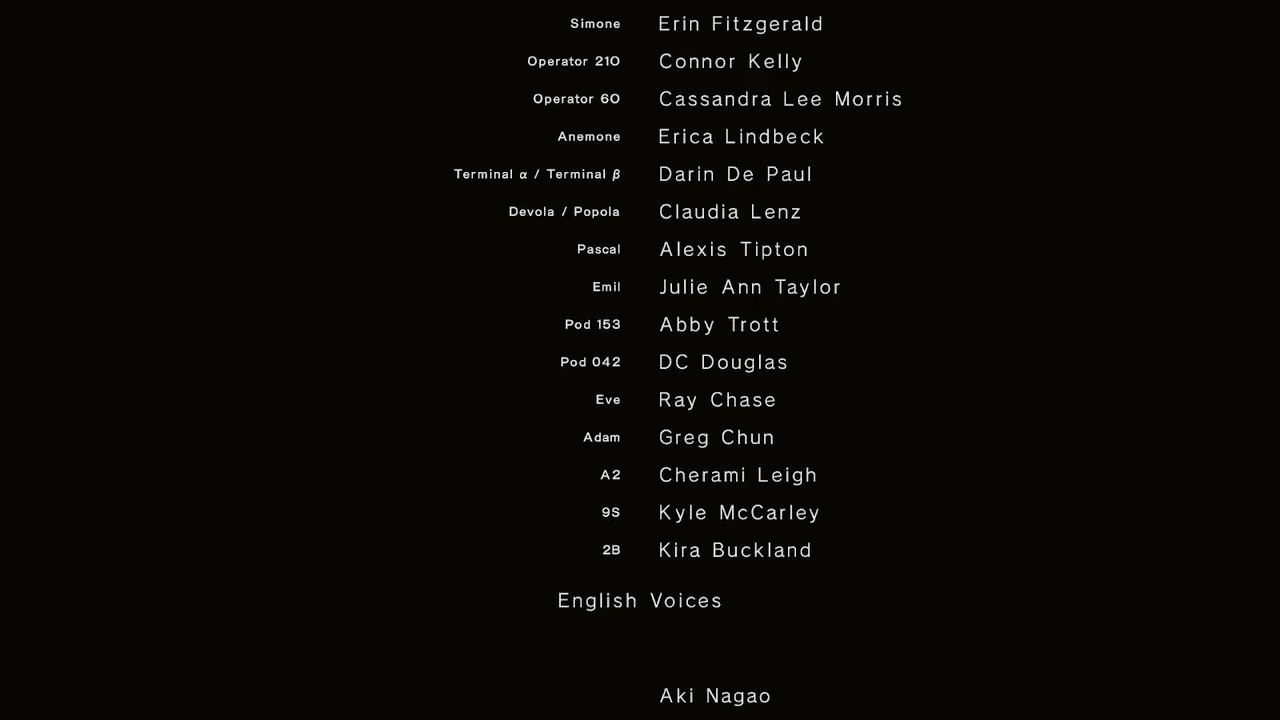 Simone Erin Fitzgerald
Operator 21O Connor Kelly
Operator 6O Cassandra Lee Morris
Anemone Erica Lindbeck
Terminal α / Terminal β Darin De Paul
Devola / Popola Claudia Lenz
Pascal Alexis Tipton
Emil Julie Ann Taylor
Pod 153 Abby Trott
Pod 042 DC Douglas
Eve Ray Chase
Adam Greg Chun
A2 Cherami Leigh
9S Kyle McCarley
2B Kira Buckland
English Voices
Aki Nagao